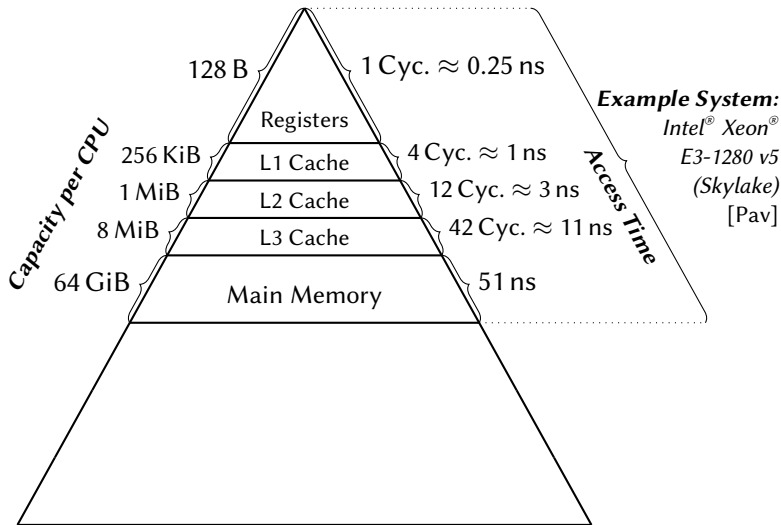 128 B
1 Cyc. ≈ 0.25 ns
Registers
256 KiB
L1 Cache
4 Cyc. ≈ 1 ns
1 MiB
L2 Cache
12 Cyc. ≈ 3 ns
8 MiB
L3 Cache
42 Cyc. ≈ 11 ns
64 GiB
Main Memory
51 ns
Capacity per CPU
Access Time
Example System:
Intel® Xeon®
E3-1280 v5
(Skylake)
[Pav]